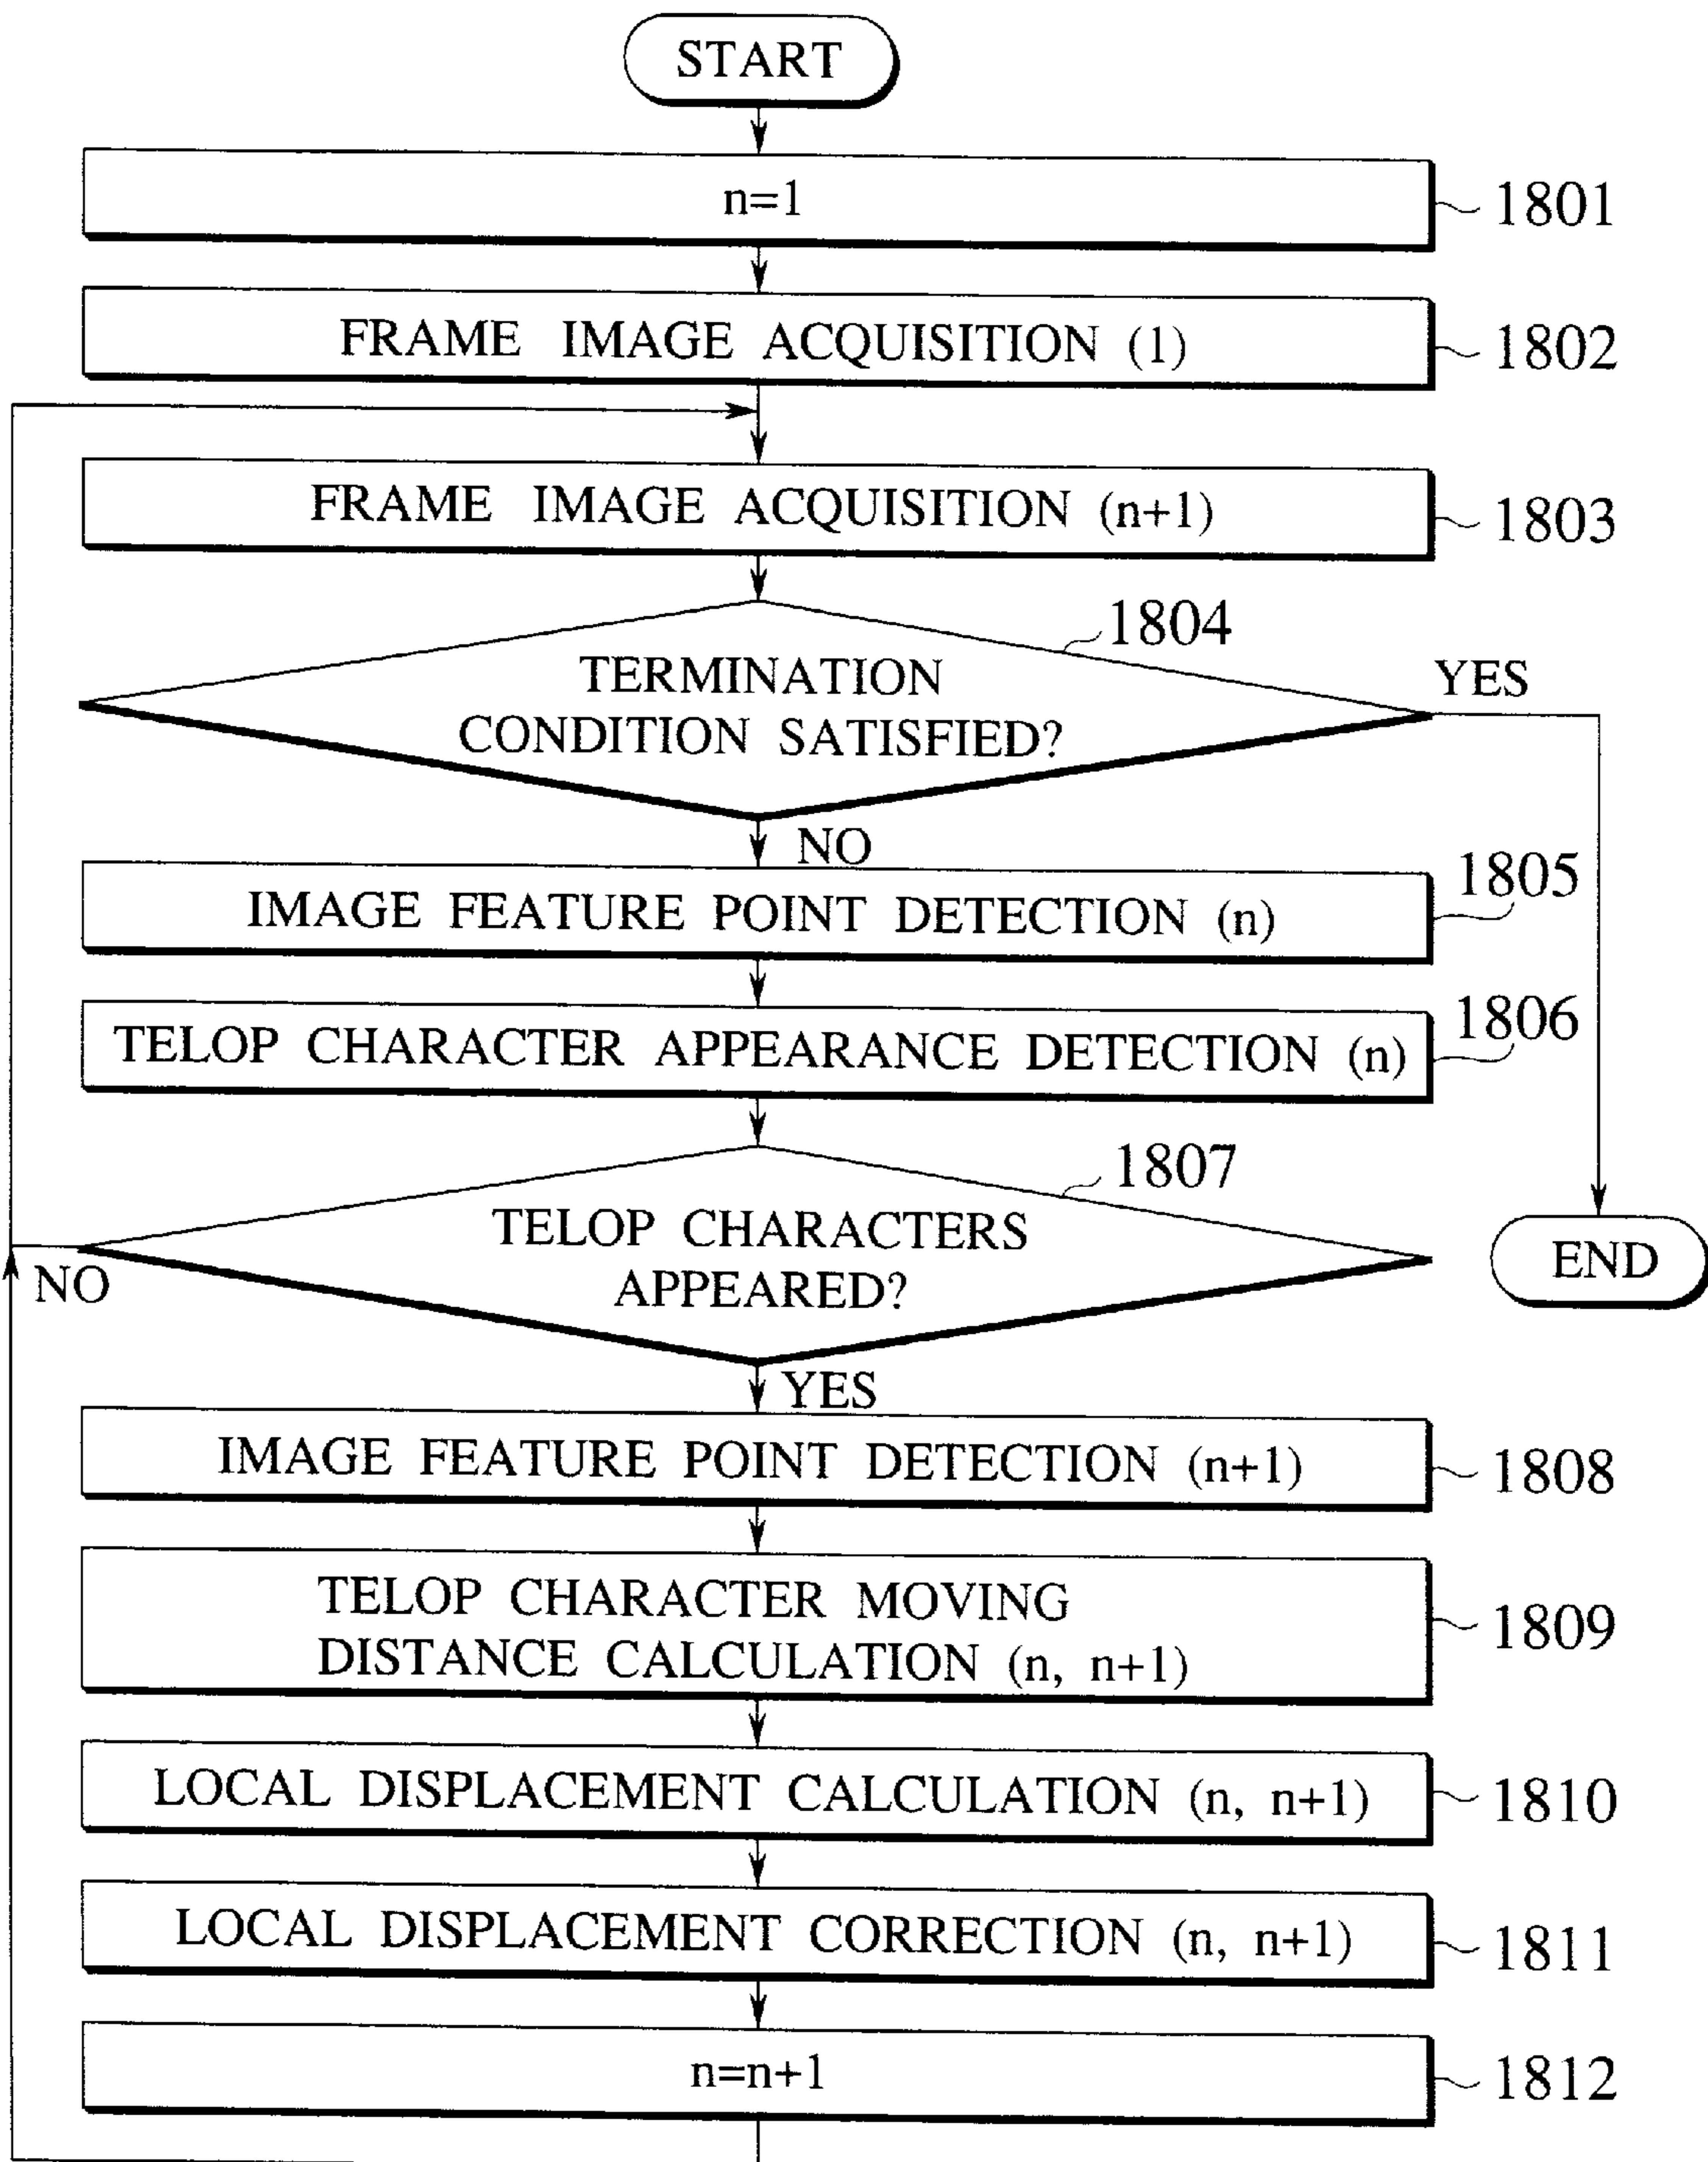 START
n=1
1801
FRAME IMAGE ACQUISITION (1)
1802
FRAME IMAGE ACQUISITION (n+1)
1803
1804
TERMINATION
CONDITION SATISFIED?
YES
NO
IMAGE FEATURE POINT DETECTION (n)
1805
TELOP CHARACTER APPEARANCE DETECTION (n)
1806
1807
TELOP CHARACTERS
APPEARED?
NO
END
YES
IMAGE FEATURE POINT DETECTION (n+1)
1808
TELOP CHARACTER MOVING
DISTANCE CALCULATION (n, n+1)
1809
LOCAL DISPLACEMENT CALCULATION (n, n+1)
1810
LOCAL DISPLACEMENT CORRECTION (n, n+1)
1811
n=n+1
1812